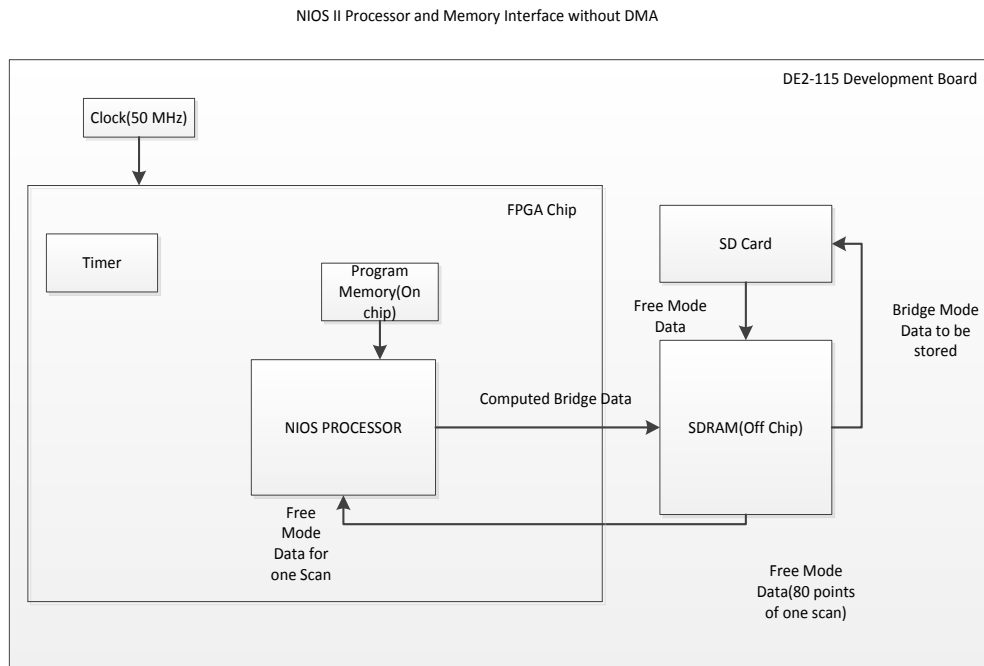 NIOS II Processor and Memory Interface without DMA
DE2-115 Development Board
Clock(50 MHz)
FPGA Chip
Timer
Program
Memory(On
chip)
SD Card
Free Mode
Data
Bridge Mode
Data to be
stored
Computed Bridge Data
NIOS PROCESSOR
SDRAM(Off Chip)
Free
Mode
Data for
one Scan
Free Mode
Data(80 points
of one scan)